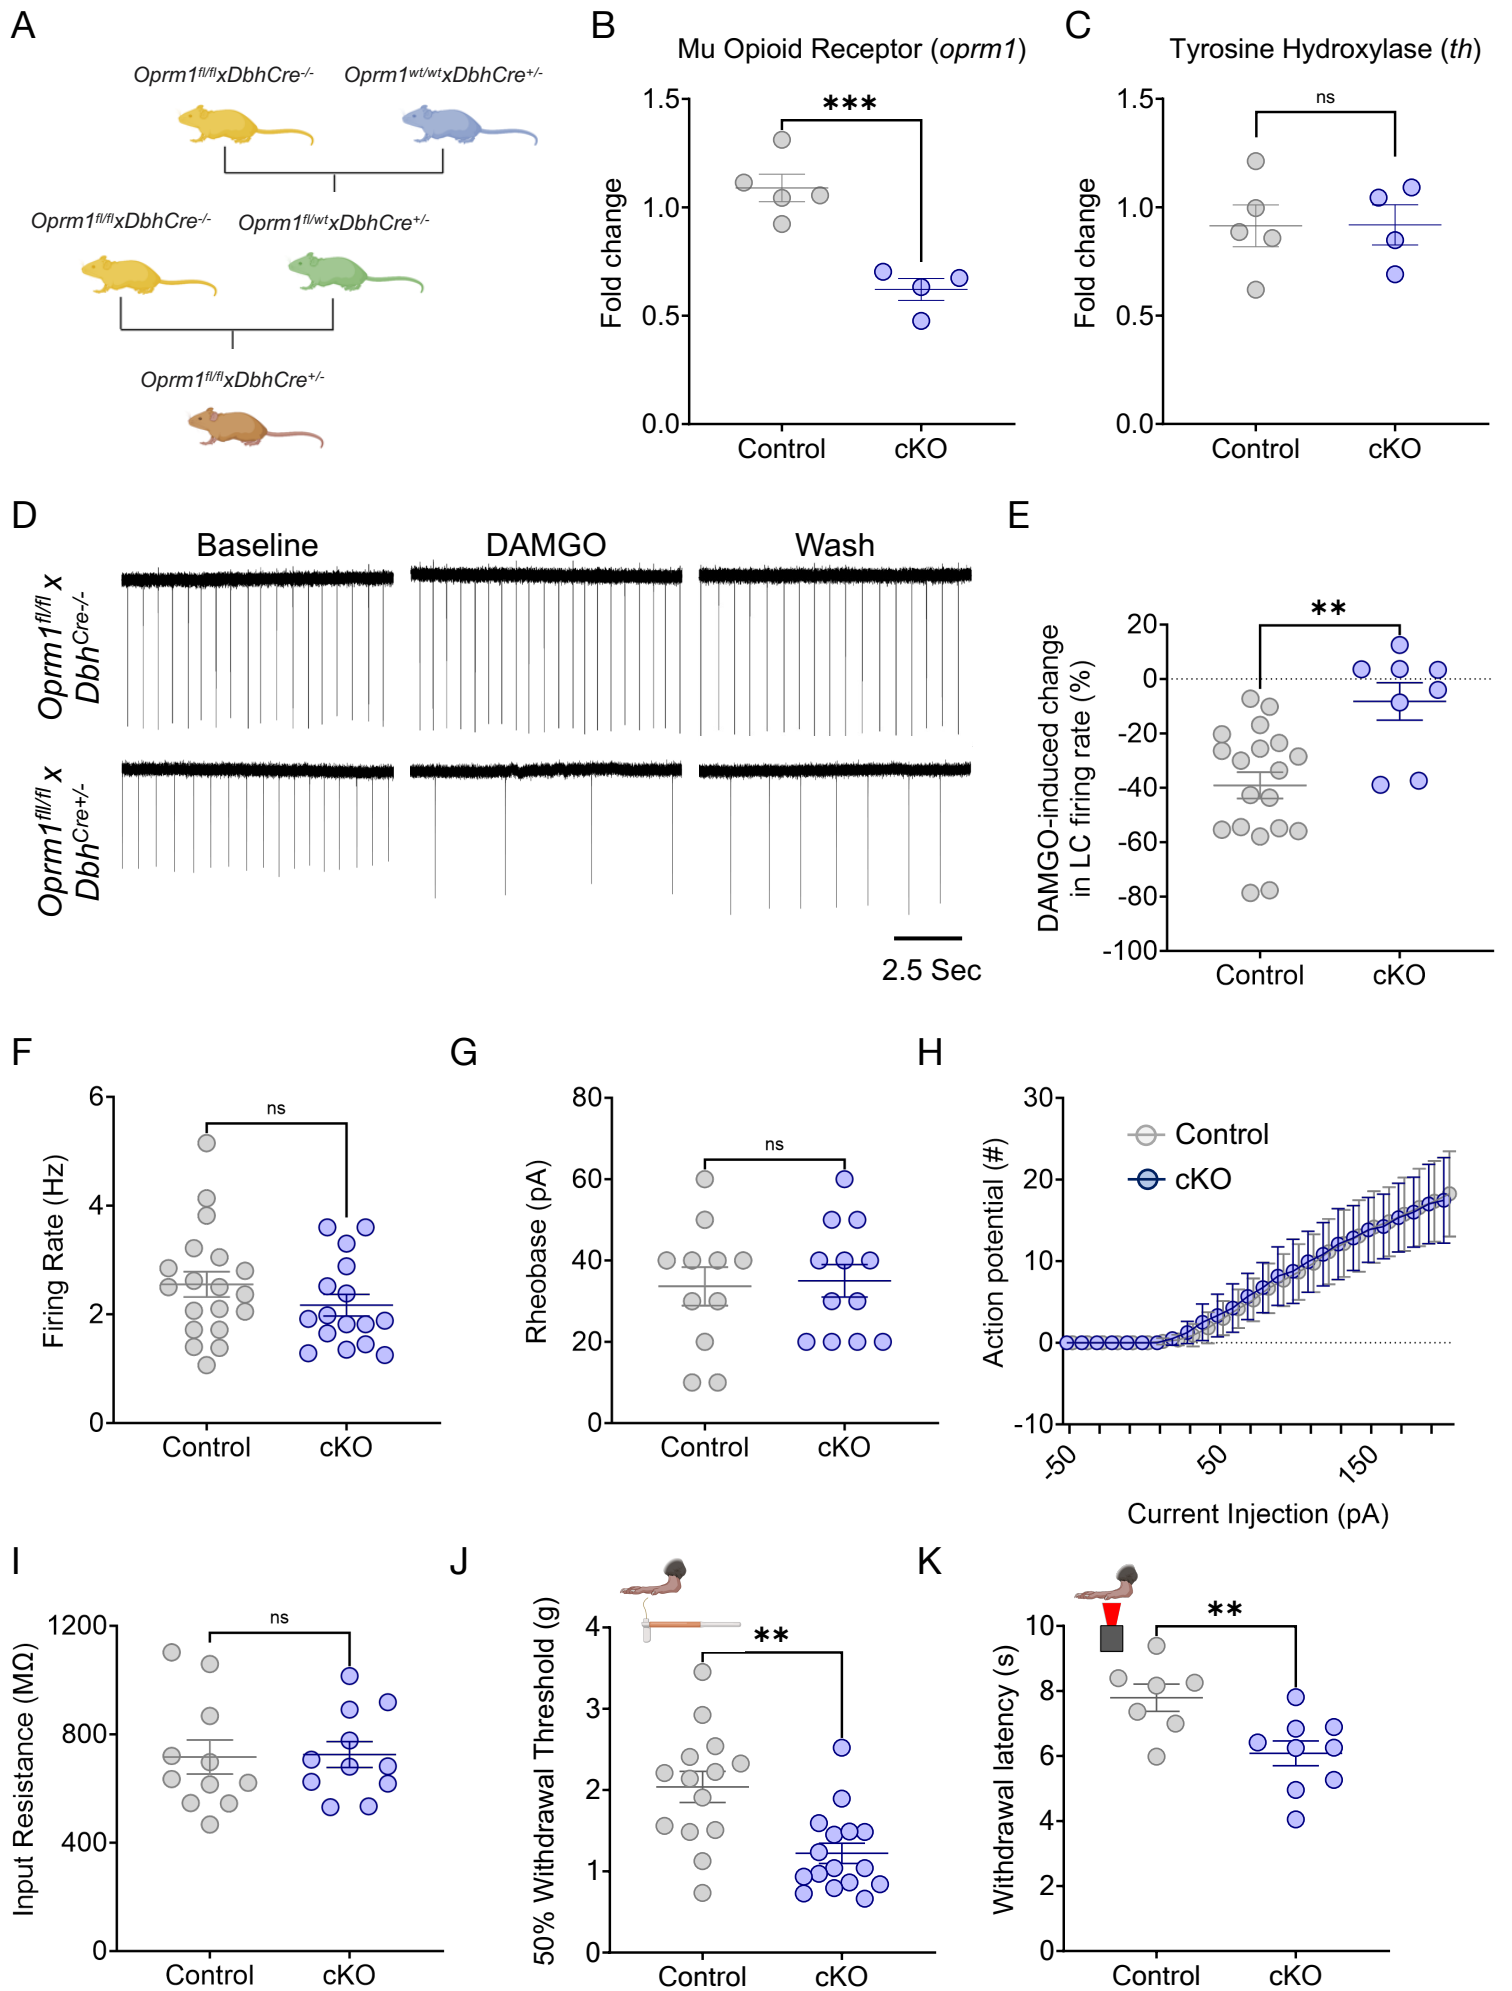 A
Oprm1fl/flxDbhCre-/-
Oprm1wt/wtxDbhCre+/-
Oprm1fl/flxDbhCre-/-
Oprm1fl/wtxDbhCre+/-
Oprm1fl/flxDbhCre+/-
B
Mu Opioid Receptor (oprm1)
Fold change
1.5
1.0
0.5
0.0
***
Control
cKO
C
Tyrosine Hydroxylase (th)
Fold change
1.5
1.0
0.5
0.0
ns
Control
cKO
D
Baseline
DAMGO
Wash
Oprm1fl/fl x
DbhCre-/-
Oprm1fll/fl x
DbhCre+/-
2.5 Sec
E
DAMGO-induced change
in LC firing rate (%)
20
0
-20
-40
-60
-80
-100
**
Control
cKO
F
Firing Rate (Hz)
6
4
2
0
ns
Control
cKO
G
Rheobase (pA)
80
60
40
20
0
ns
Control
cKO
H
Action potential (#)
30
20
10
0
-10
Control
cKO
-50
50
150
Current Injection (pA)
I
Input Resistance (MΩ)
1200
800
400
0
ns
Control
cKO
J
50% Withdrawal Threshold (g)
4
3
2
1
0
**
Control
cKO
K
Withdrawal latency (s)
10
8
6
4
2
0
**
Control
cKO